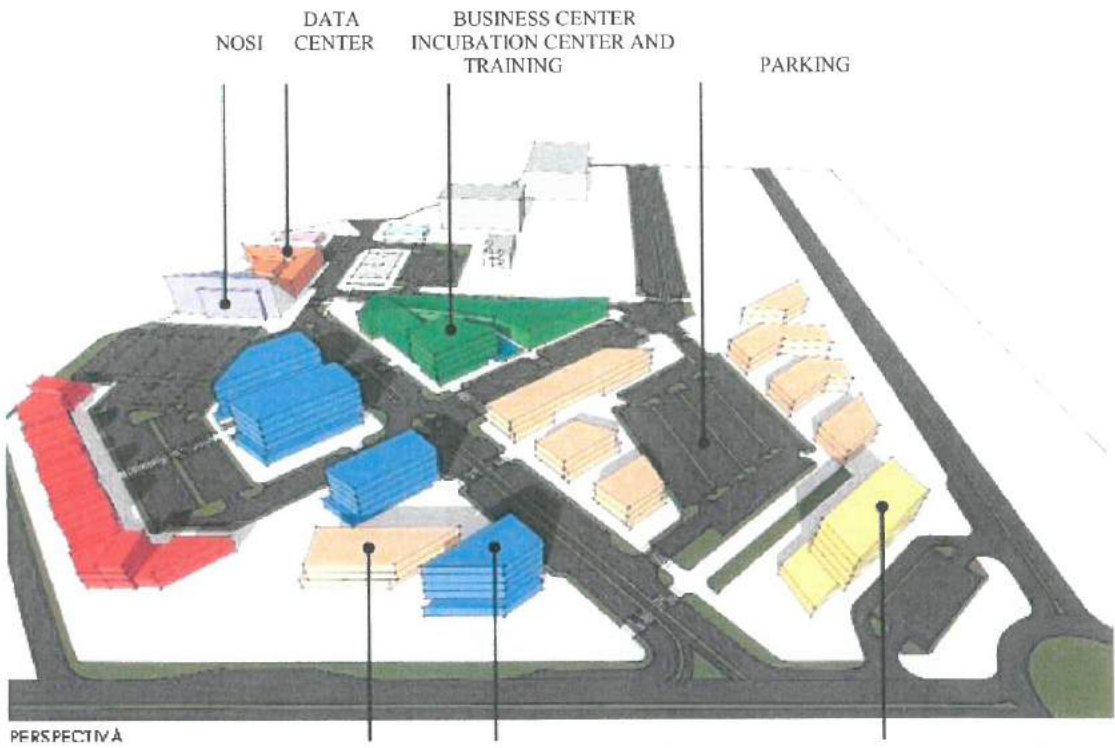 NOSI
DATA
CENTER
BUSINESS CENTER
INCUBATION CENTER AND
TRAINING
PARKING
PERSPECTIVA